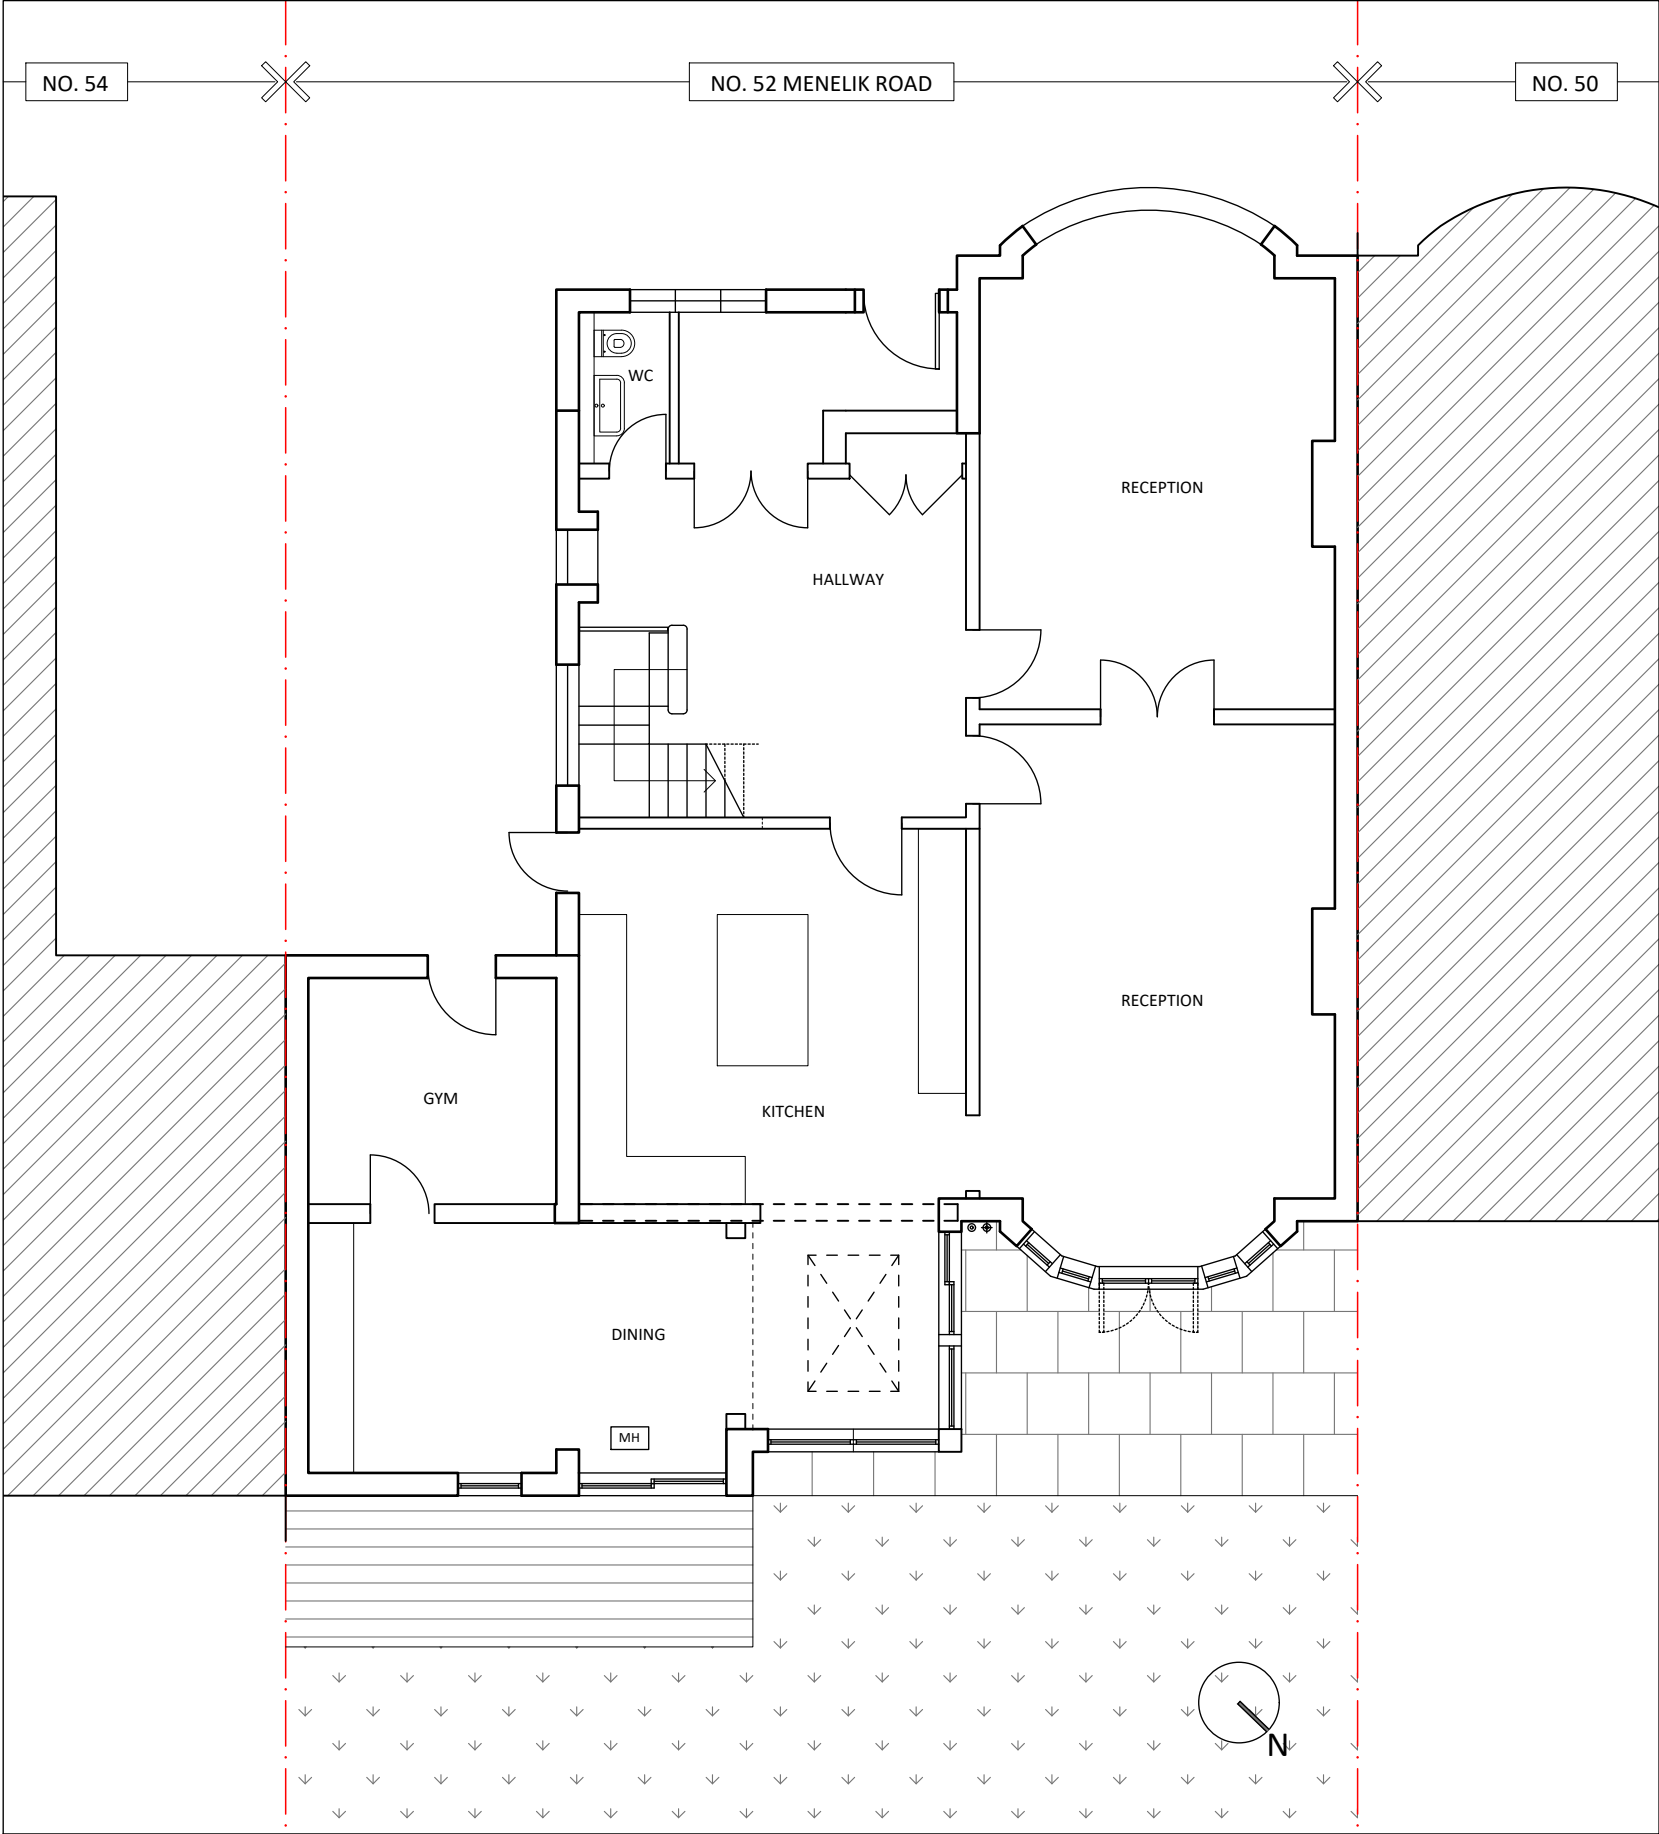 NO. 54
NO. 52 MENELIK ROAD
NO. 50
WC
RECEPTION
HALLWAY
RECEPTION
GYM
KITCHEN
DINING
MH
N